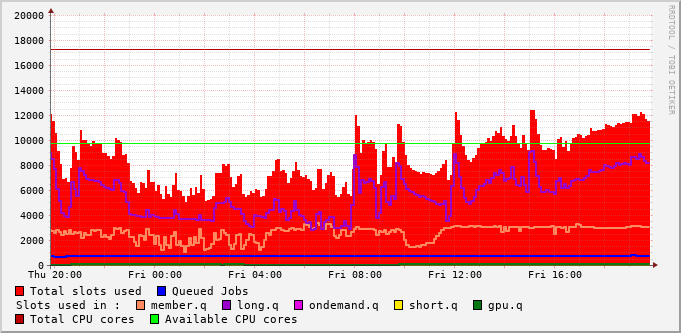 RRDTOOL / TOBI OETIKER
20000
18000
16000
14000
12000
10000
8000
6000
4000
2000
0
Thu 20:00 Fri 00:00 Fri 04:00 Fri 08:00 Fri 12:00 Fri 16:00
Total slots used Queued Jobs
Slots used in : member.q long.q ondemand.q short.q gpu.q
Total CPU cores Available CPU cores